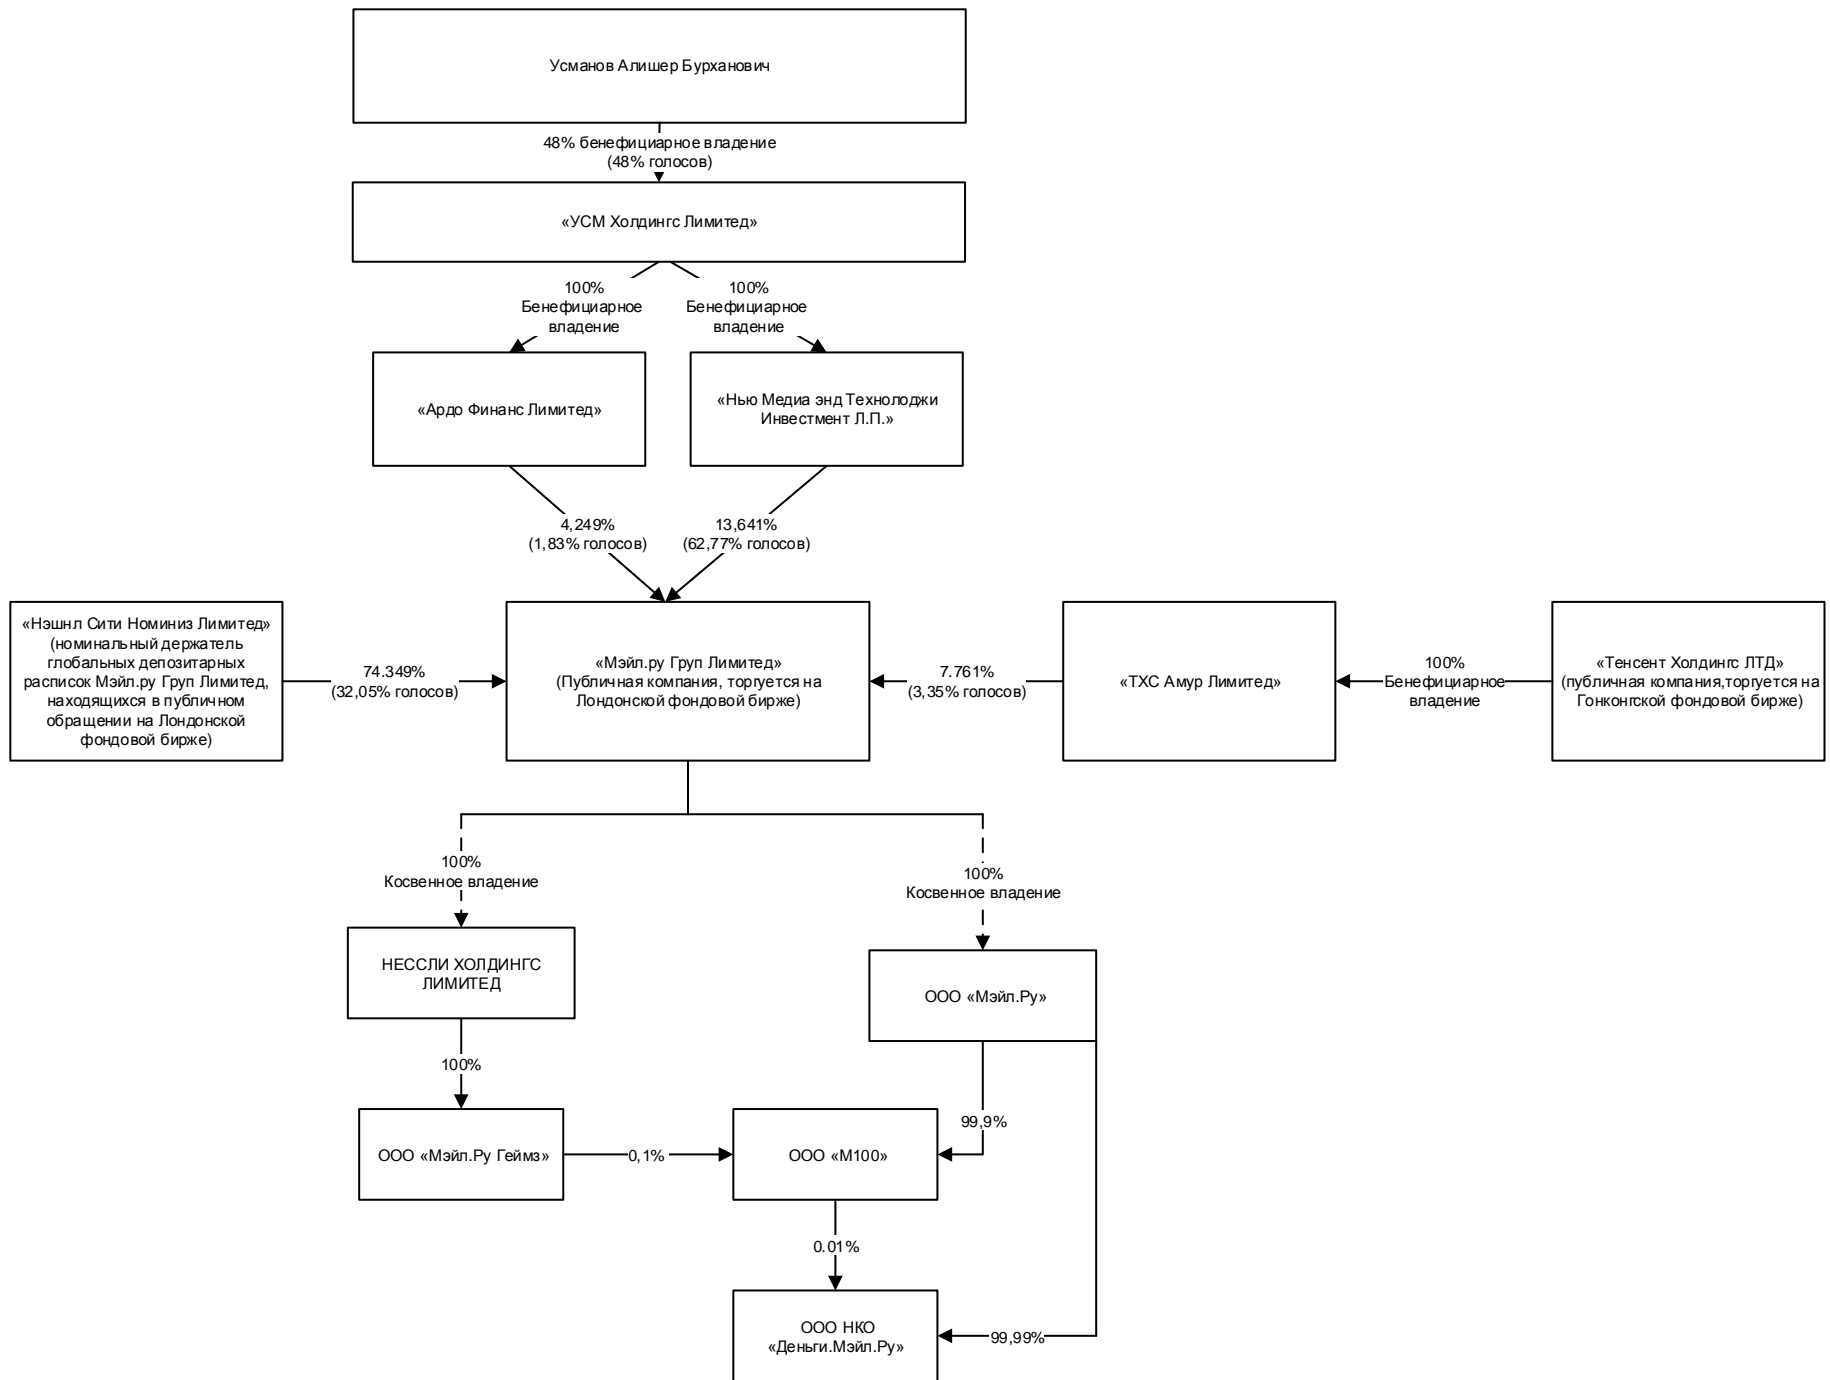 Усманов Алишер Бурханович
48% бенефициарное владение
(48% голосов)
«УСМ Холдингс Лимитед»
100%
Бенефициарное
владение
100%
Бенефициарное
владение
«Ардо Финанс Лимитед»
«Нью Медиа энд Технолоджи
Инвестмент Л.П.»
4,249%
(1,83% голосов)
13,641%
(62,77% голосов)
«Нэшнл Сити Номиниз Лимитед»
(номинальный держатель
глобальных депозитарных
расписок Мэйл.ру Груп Лимитед,
находящихся в публичном
обращении на Лондонской
фондовой бирже)
74.349%
(32,05% голосов)
«Мэйл.ру Груп Лимитед»
(Публичная компания, торгуется на
Лондонской фондовой бирже)
7.761%
(3,35% голосов)
«ТХС Амур Лимитед»
100%
Бенефициарное
владение
«Тенсент Холдингс ЛТД»
(публичная компания,торгуется на
Гонконгской фондовой бирже)
100%
Косвенное владение
100%
Косвенное владение
НЕССЛИ ХОЛДИНГС
ЛИМИТЕД
ООО «Мэйл.Ру»
100%
99,9%
ООО «Мэйл.Ру Геймз»
0,1%
ООО «М100»
0.01%
ООО НКО
«Деньги.Мэйл.Ру»
99,99%